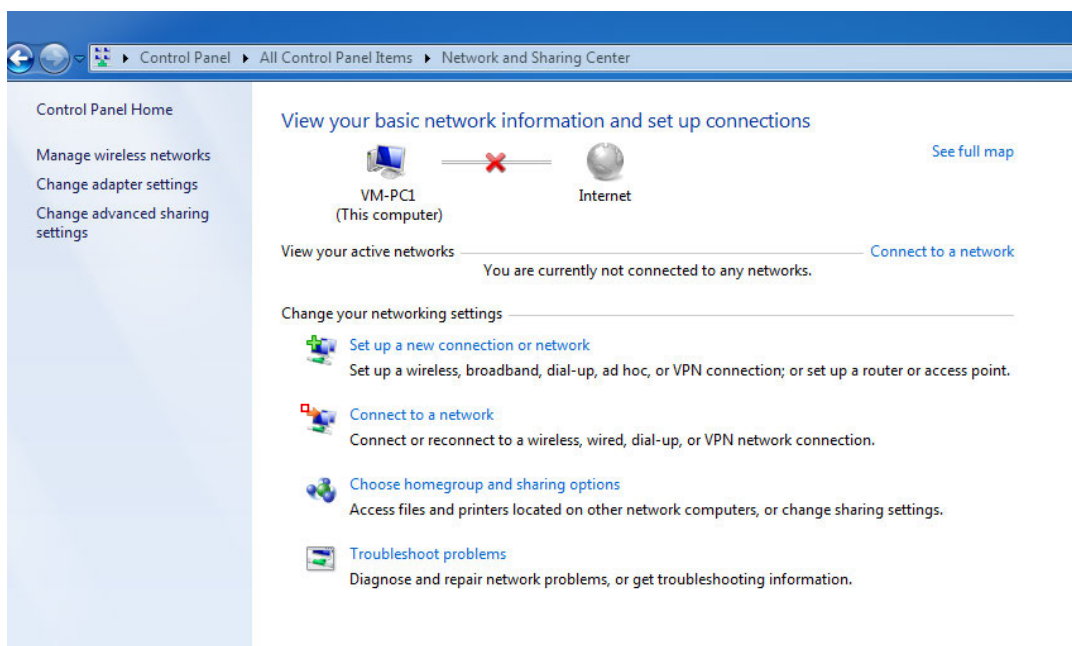 Control Panel ▸ All Control Panel Items ▸ Network and Sharing Center
Control Panel Home
Manage wireless networks
Change adapter settings
Change advanced sharing
settings
View your basic network information and set up connections
See full map
VM-PC1
(This computer)
Internet
View your active networks
Connect to a network
You are currently not connected to any networks.
Change your networking settings
Set up a new connection or network
Set up a wireless, broadband, dial-up, ad hoc, or VPN connection; or set up a router or access point.
Connect to a network
Connect or reconnect to a wireless, wired, dial-up, or VPN network connection.
Choose homegroup and sharing options
Access files and printers located on other network computers, or change sharing settings.
Troubleshoot problems
Diagnose and repair network problems, or get troubleshooting information.